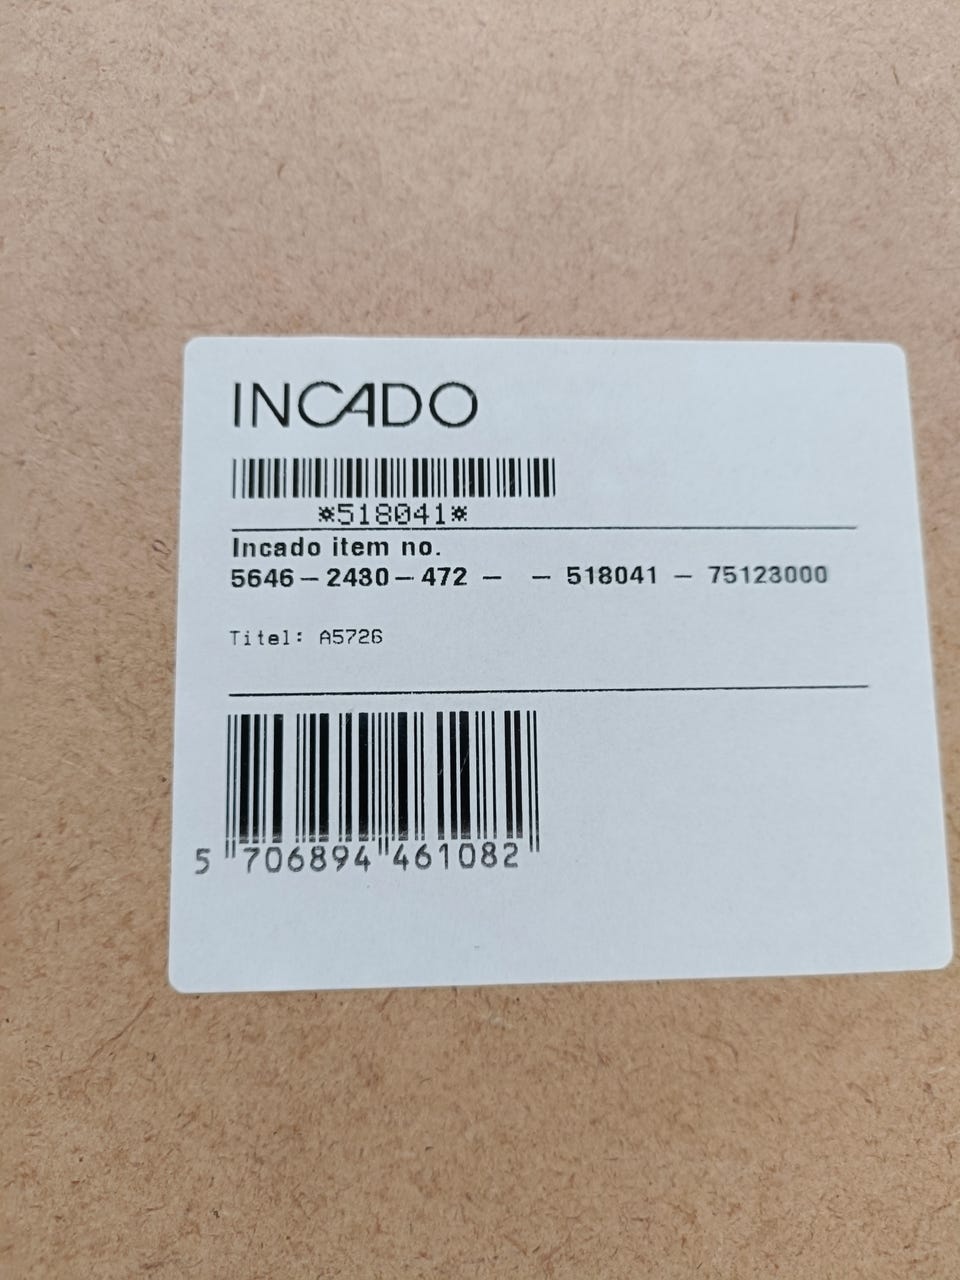 INCADO
*518041*
Incado item no.
5646 – 2430 – 472 – – 518041 – 75123000
Titel: A5726
5 706894 461082